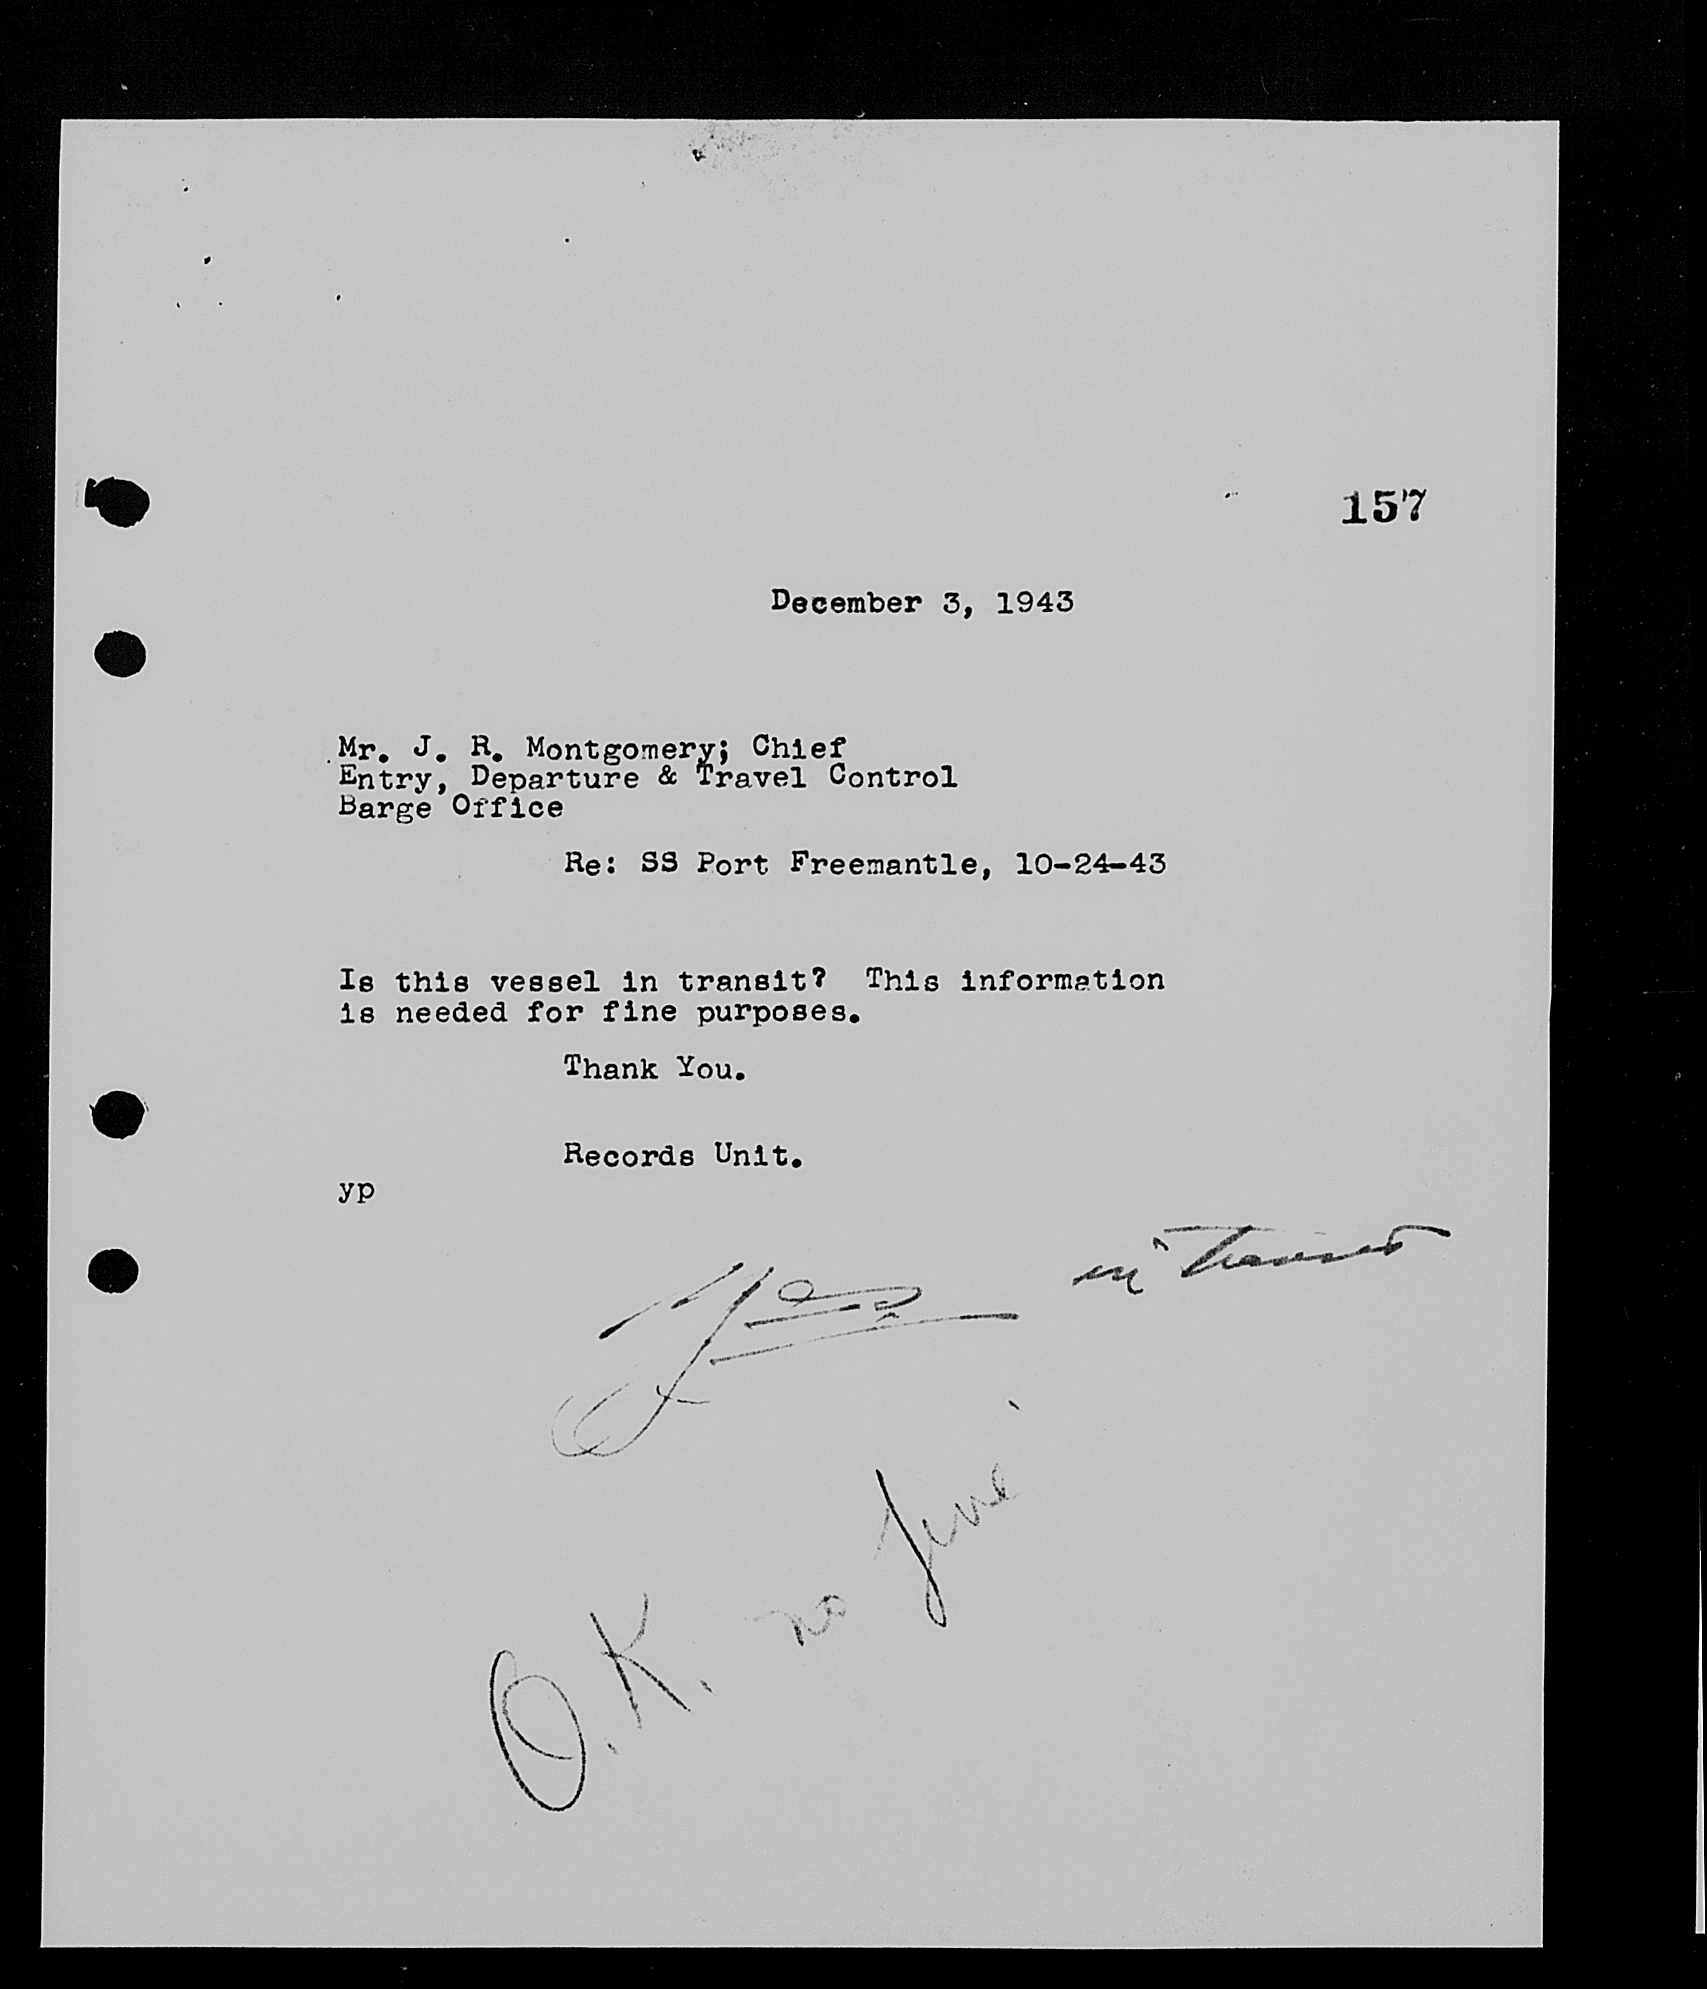 157
December 3, 1943
Mr. J. R. Montgomery; Chief
Entry, Departure & Travel Control
Barge Office
Re: SS Port Freemantle, 10-24-43
Is this vessel in transit? This information
is needed for fine purposes.
Thank You.
Records Unit.
yp
Yes in Transit
O.K. no fine